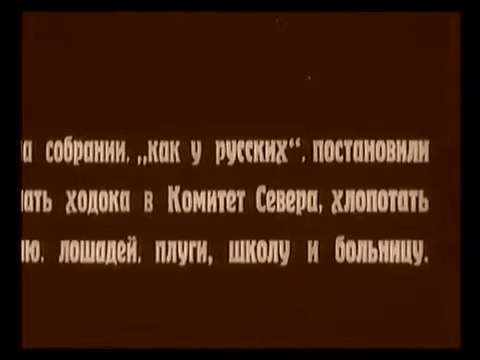 а собрании, „как у русских“, постановили
ать ходока в Комитет Севера, хлопотать
ю, лошадей, плуги, школу и больницу.